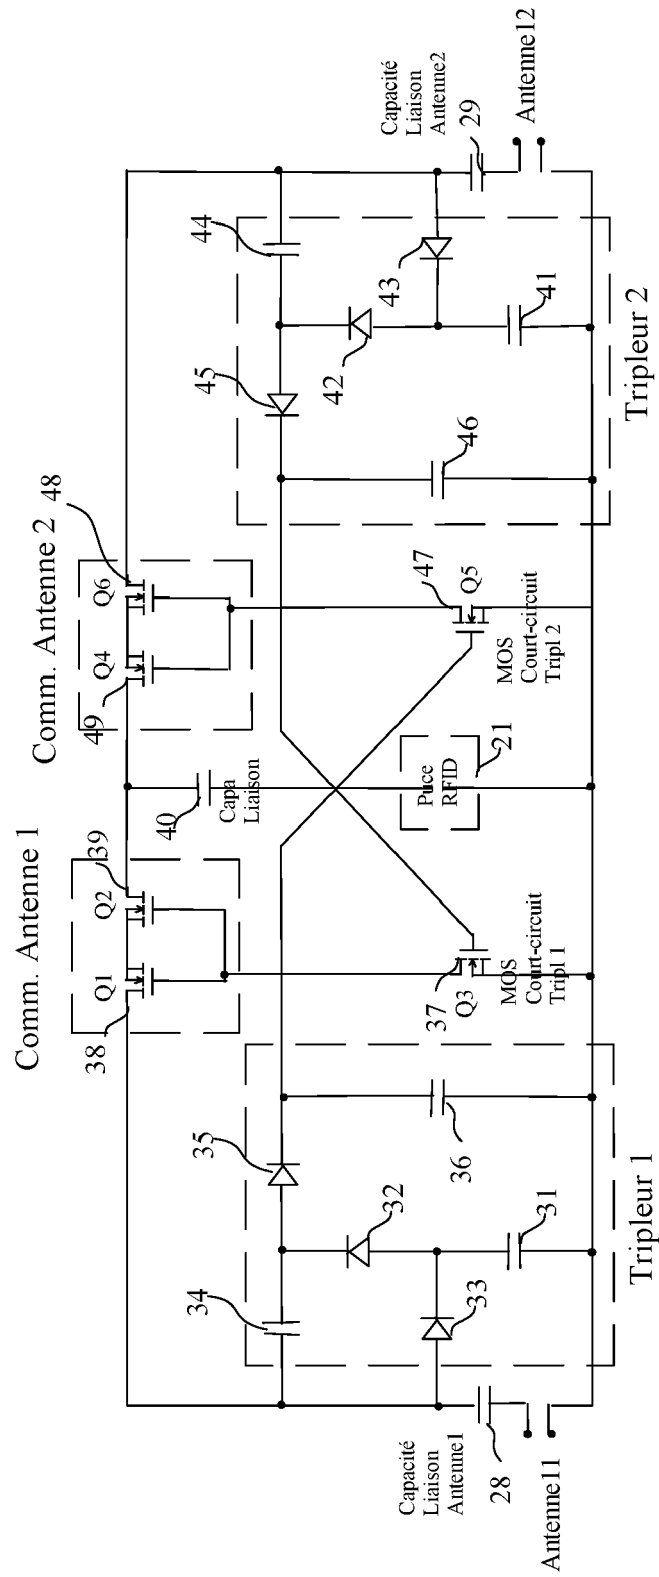 Comm. Antenne 1
Comm. Antenne 2
38
Q1
Q2
39
49
Q4
Q6
48
40
Capa
Liaison
34
35
45
44
32
33
31
36
37
Q3
MOS
Court-circuit
Tripl 1
Puce
RFID
21
47
Q5
MOS
Court-circuit
Tripl 2
46
42
43
41
Capacité
Liaison
Antenne1
28
Antenne11
Capacité
Liaison
Antenne2
29
Antenne12
Tripleur 1
Tripleur 2